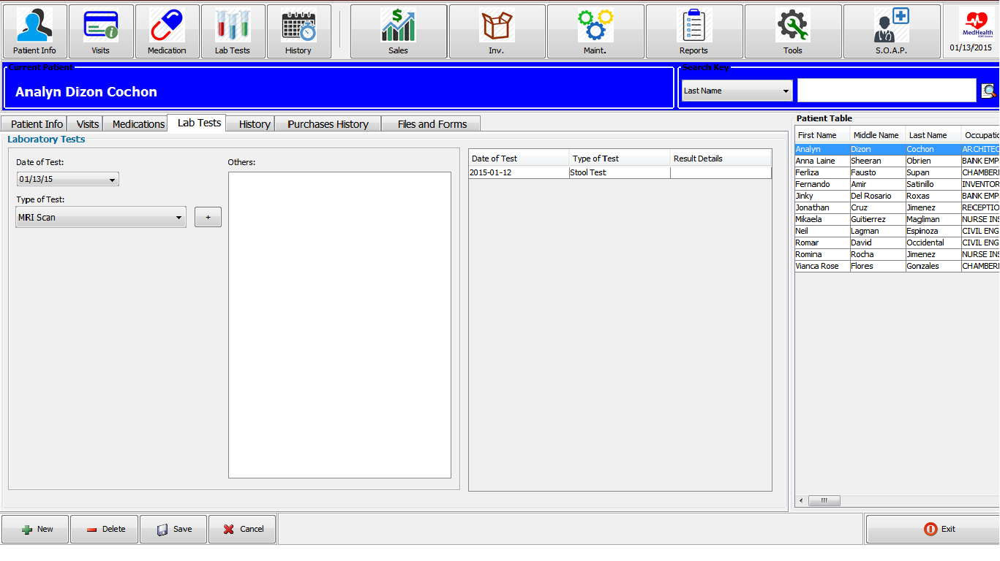 Patient Info Visits Medication Lab Tests History Sales Inv. Maint. Reports Tools S.O.A.P. MedHealth
01/13/2015
Current Patient
Analyn Dizon Cochon
Search Key
Last Name
Patient Info Visits Medications Lab Tests History Purchases History Files and Forms
Laboratory Tests
Date of Test:
01/13/15
Type of Test:
MRI Scan
+
Others:
Date of Test Type of Test Result Details
2015-01-12 Stool Test
Patient Table
First Name Middle Name Last Name Occupatio
Analyn Dizon Cochon ARCHITEC
Anna Laine Sheeran Obrien BANK EMP
Ferliza Fausto Supan CHAMBERI
Fernando Amir Satinillo INVENTOR
Jinky Del Rosario Roxas BANK EMP
Jonathan Cruz Jimenez RECEPTIO
Mikaela Guitierrez Magliman NURSE INS
Neil Lagman Espinoza CIVIL ENG
Romar David Occidental CIVIL ENG
Romina Rocha Jimenez NURSE INS
Vianca Rose Flores Gonzales CHAMBERI
New Delete Save Cancel Exit